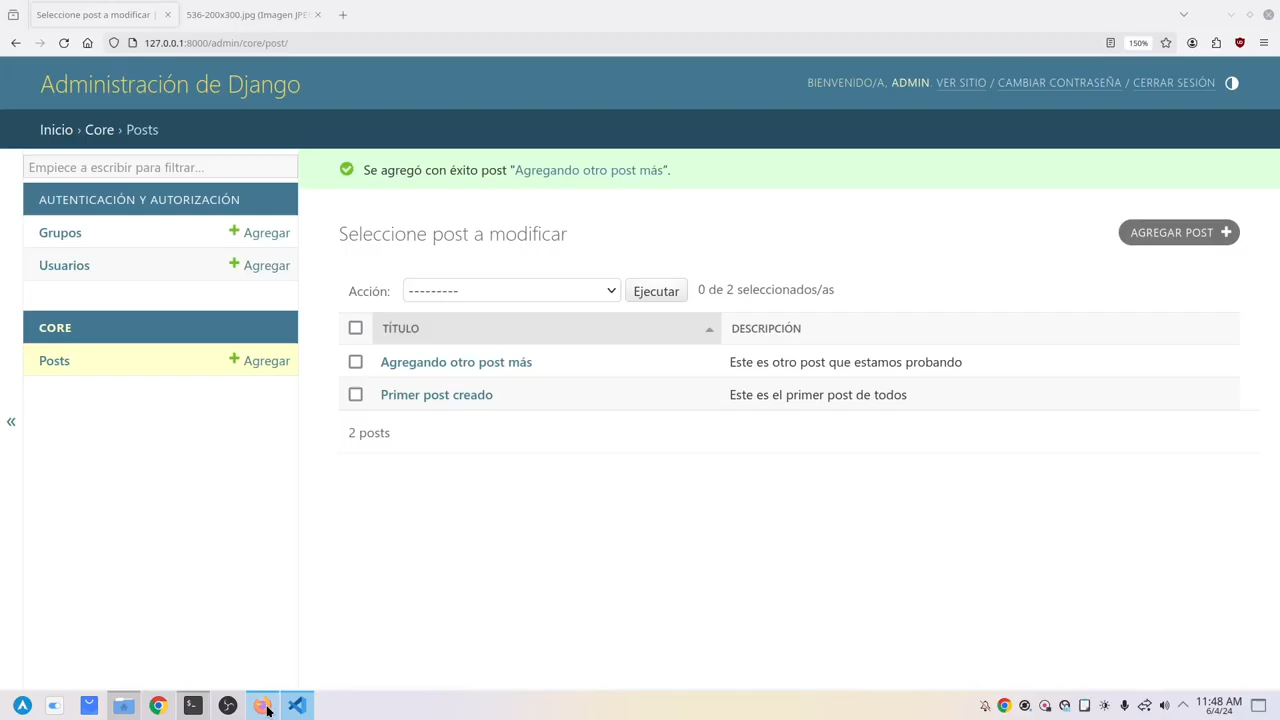 Seleccione post a modificar |
536-200x300.jpg (Imagen JPE
127.0.0.1:8000/admin/core/post/
150%
Administración de Django
BIENVENIDO/A, ADMIN. VER SITIO / CAMBIAR CONTRASEÑA / CERRAR SESIÓN
Inicio › Core › Posts
Empiece a escribir para filtrar...
Se agregó con éxito post "Agregando otro post más".
AUTENTICACIÓN Y AUTORIZACIÓN
Grupos
Agregar
Usuarios
Agregar
CORE
Posts
Agregar
«
Seleccione post a modificar
AGREGAR POST
Acción:
---------
Ejecutar
0 de 2 seleccionados/as
TÍTULO
DESCRIPCIÓN
Agregando otro post más
Este es otro post que estamos probando
Primer post creado
Este es el primer post de todos
2 posts
11:48 AM
6/4/24